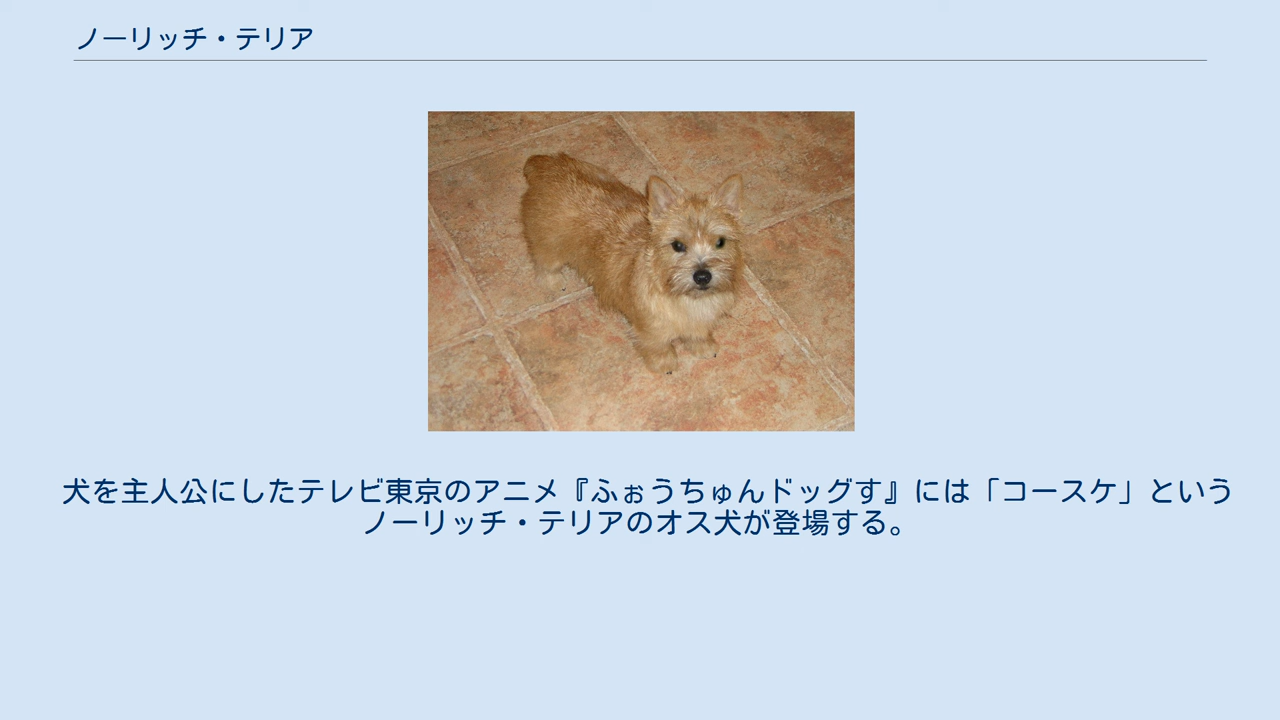 ノーリッチ・テリア
犬を主人公にしたテレビ東京のアニメ『ふぉうちゅんドッグす』には「コースケ」という
ノーリッチ・テリアのオス犬が登場する。